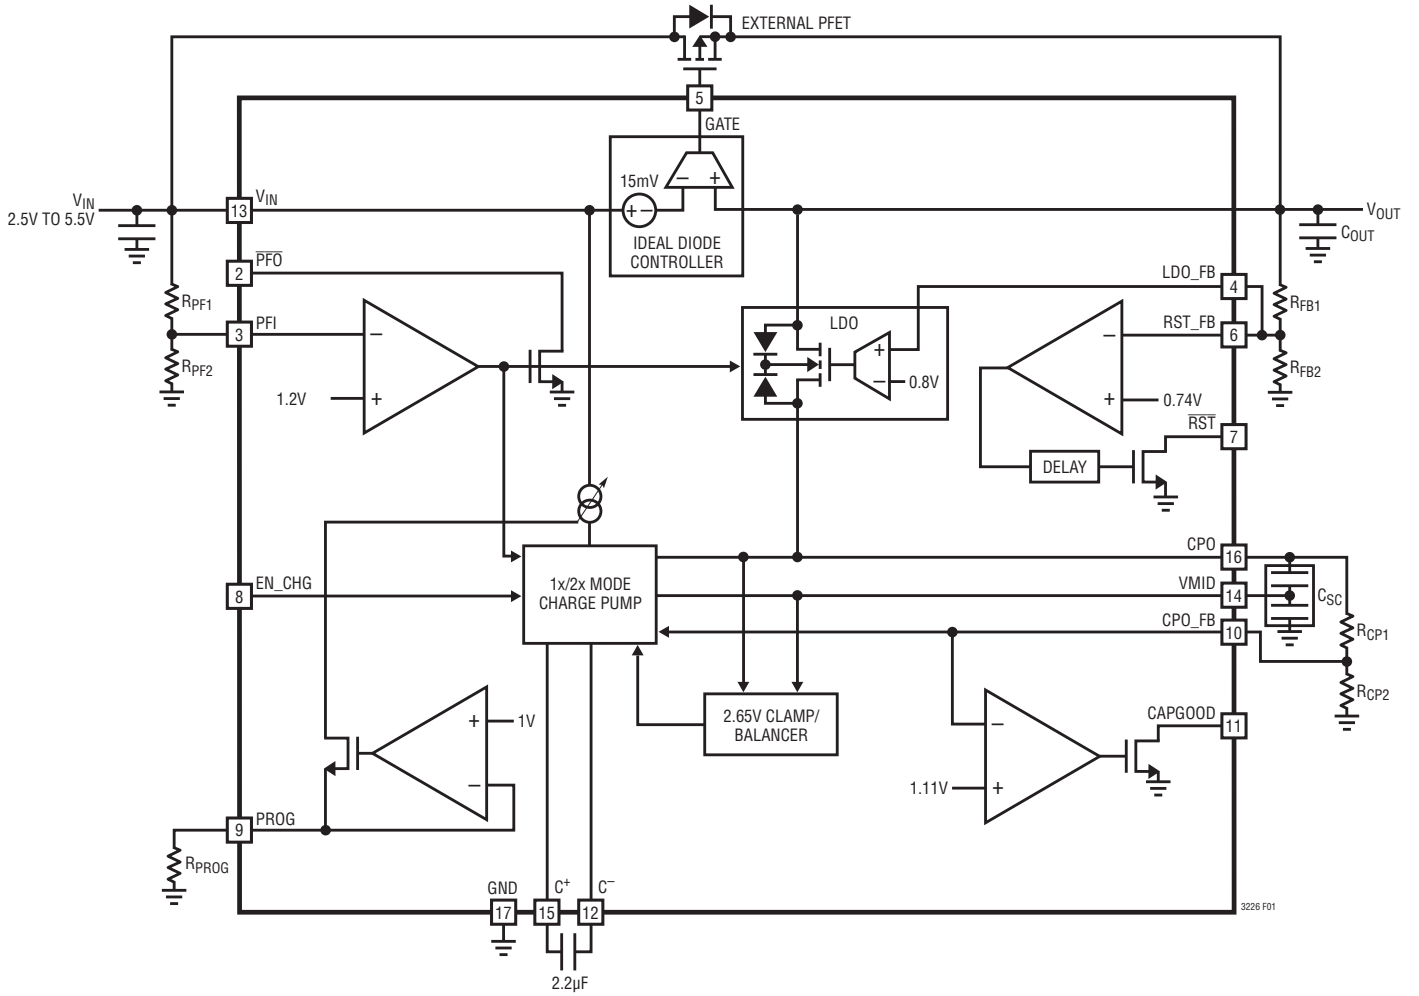 EXTERNAL PFET
5
GATE
15mV
− +
+ −
IDEAL DIODE
CONTROLLER
VIN
2.5V TO 5.5V
13
VIN
VOUT
COUT
2
PFO
RPF1
3
PFI
RPF2
−
+
1.2V
LDO
+
−
0.8V
LDO_FB
4
RST_FB
6
RFB1
RFB2
−
+
0.74V
RST
7
DELAY
8
EN_CHG
1x/2x MODE
CHARGE PUMP
CPO
16
VMID
14
CSC
CPO_FB
10
RCP1
RCP2
2.65V CLAMP/
BALANCER
+
1V
−
−
1.11V
+
CAPGOOD
11
9
PROG
RPROG
GND
17
C+
15
C−
12
2.2µF
3226 F01